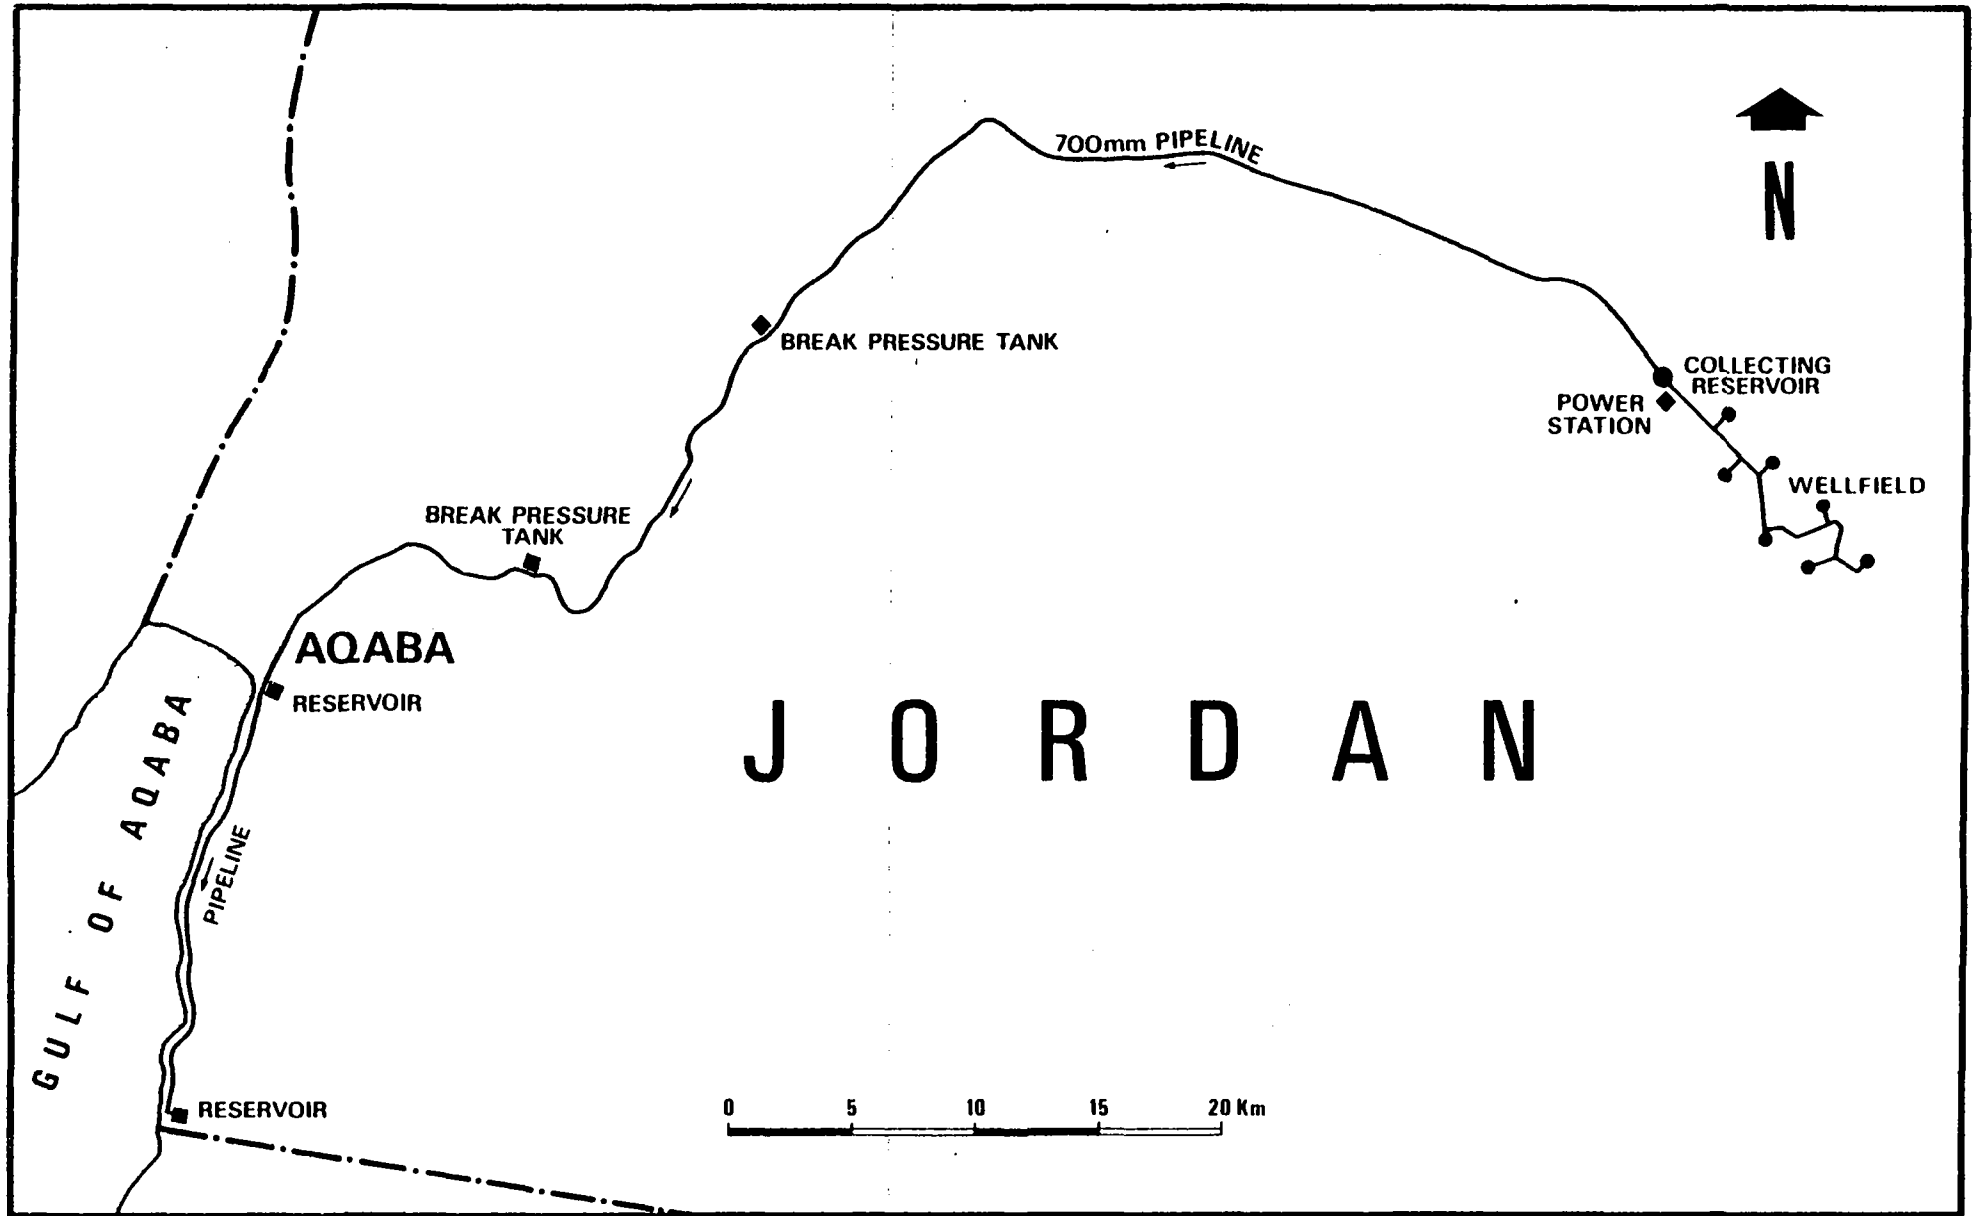 700mm PIPELINE
N
BREAK PRESSURE TANK
COLLECTING
RESERVOIR
POWER
STATION
WELLFIELD
BREAK PRESSURE
TANK
AQABA
RESERVOIR
JORDAN
GULF OF AQABA
PIPELINE
RESERVOIR
0 5 10 15 20 Km